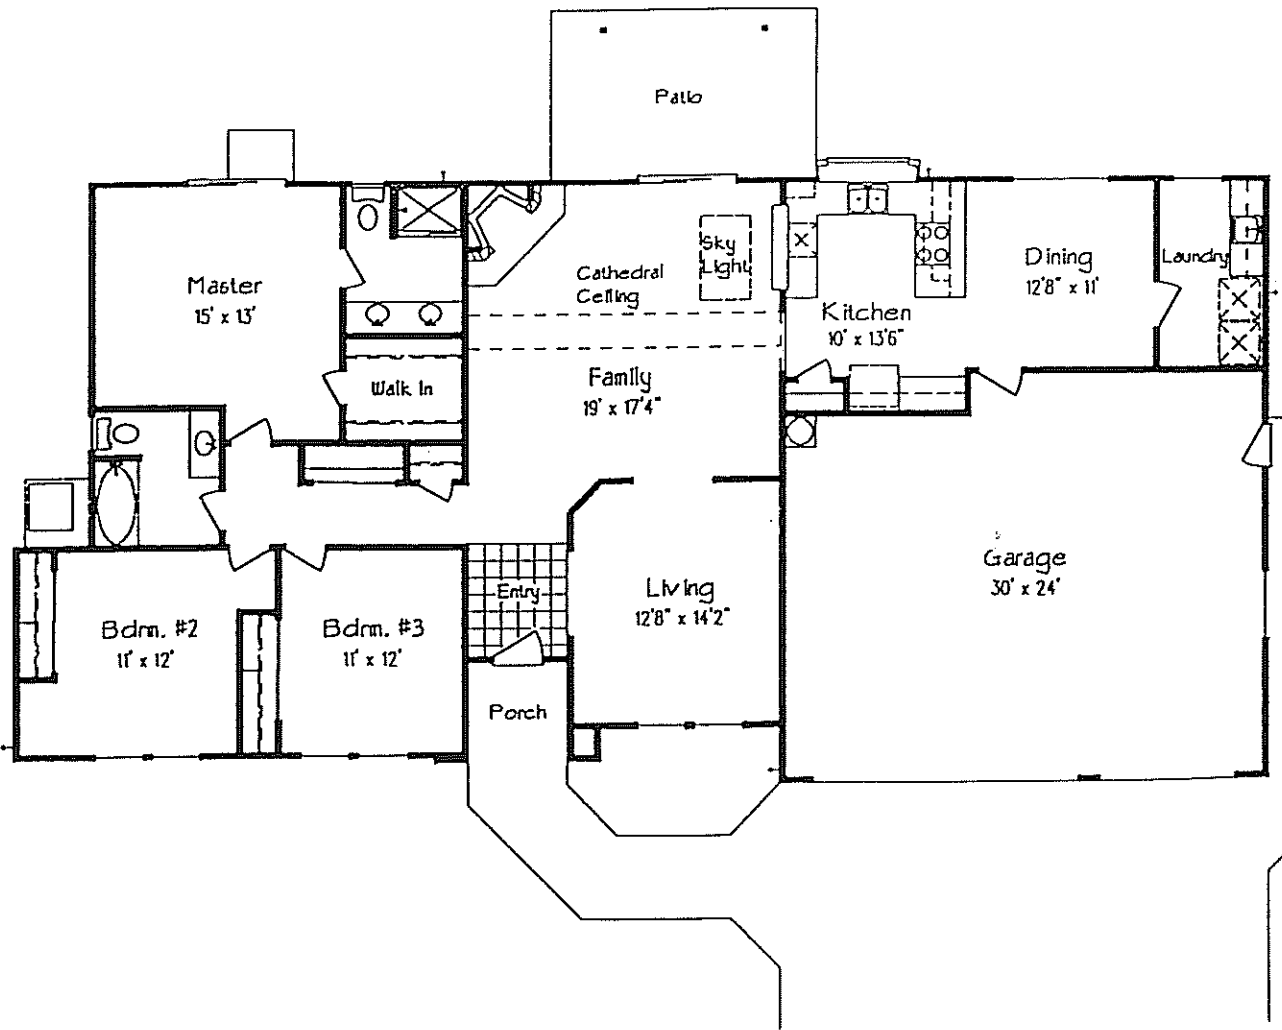 Patio
Master
15' x 13'
Cathedral
Ceiling
Sky
Light
Dining
12'8" x 11'
Laundry
Kitchen
10' x 13'6"
Walk In
Family
19' x 17'4"
Garage
30' x 24'
Entry
Living
12'8" x 14'2"
Bdrm. #2
11' x 12'
Bdrm. #3
11' x 12'
Porch